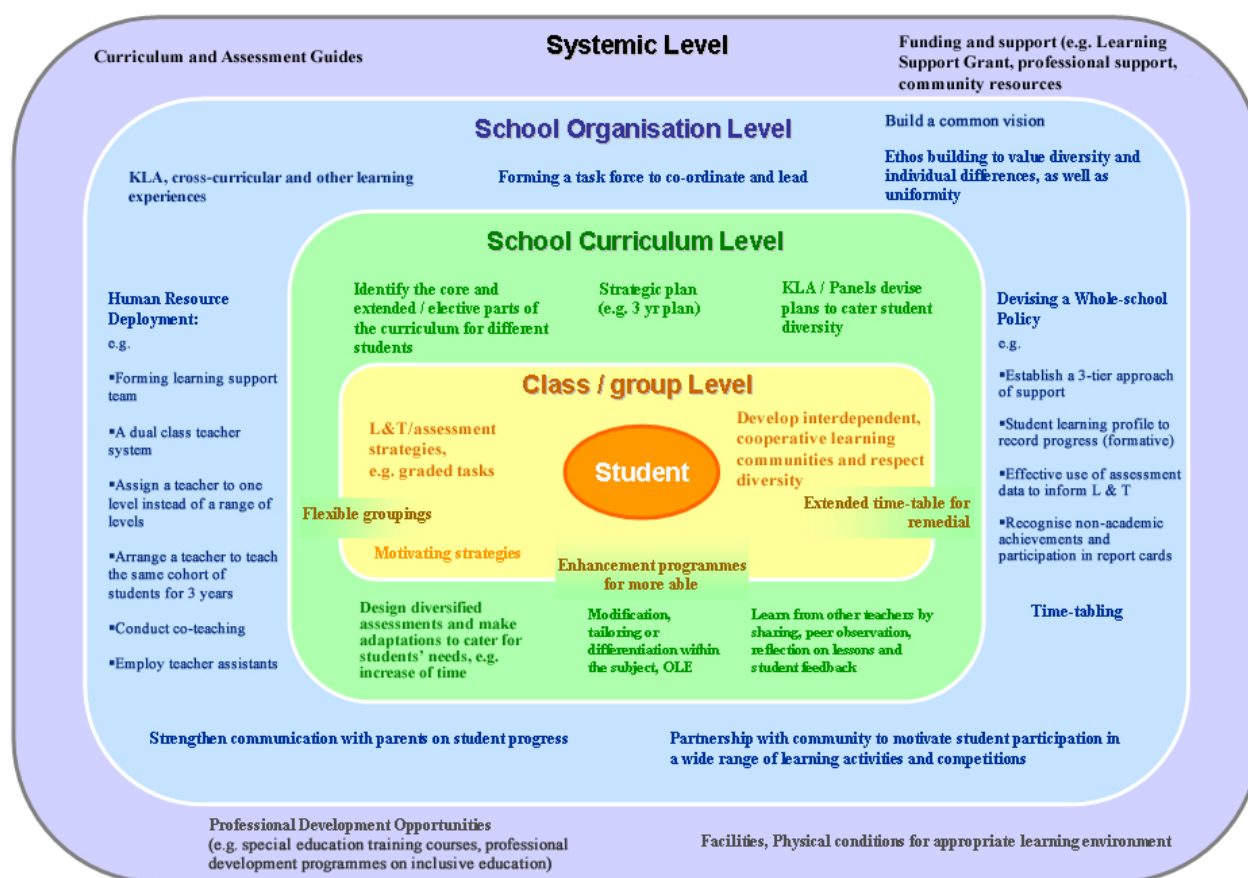 Systemic Level
Curriculum and Assessment Guides
Funding and support (e.g. Learning
Support Grant, professional support,
community resources
School Organisation Level
Build a common vision
Ethos building to value diversity and
individual differences, as well as
uniformity
KLA, cross-curricular and other learning
experiences
Forming a task force to co-ordinate and lead
School Curriculum Level
Identify the core and
extended / elective parts of
the curriculum for different
students
Strategic plan
(e.g. 3 yr plan)
KLA / Panels devise
plans to cater student
diversity
Human Resource
Deployment:
e.g.
▪Forming learning support
team
▪A dual class teacher
system
▪Assign a teacher to one
level instead of a range of
levels
▪Arrange a teacher to teach
the same cohort of
students for 3 years
▪Conduct co-teaching
▪Employ teacher assistants
Class / group Level
L&T/assessment
strategies,
e.g. graded tasks
Student
Develop interdependent,
cooperative learning
communities and respect
diversity
Flexible groupings
Extended time-table for
remedial
Motivating strategies
Enhancement programmes
for more able
Devising a Whole-school
Policy
e.g.
▪Establish a 3-tier approach
of support
▪Student learning profile to
record progress (formative)
▪Effective use of assessment
data to inform L & T
▪Recognise non-academic
achievements and
participation in report cards
Time-tabling
Design diversified
assessments and make
adaptations to cater for
students’ needs, e.g.
increase of time
Modification,
tailoring or
differentiation within
the subject, OLE
Learn from other teachers by
sharing, peer observation,
reflection on lessons and
student feedback
Strengthen communication with parents on student progress
Partnership with community to motivate student participation in
a wide range of learning activities and competitions
Professional Development Opportunities
(e.g. special education training courses, professional
development programmes on inclusive education)
Facilities, Physical conditions for appropriate learning environment